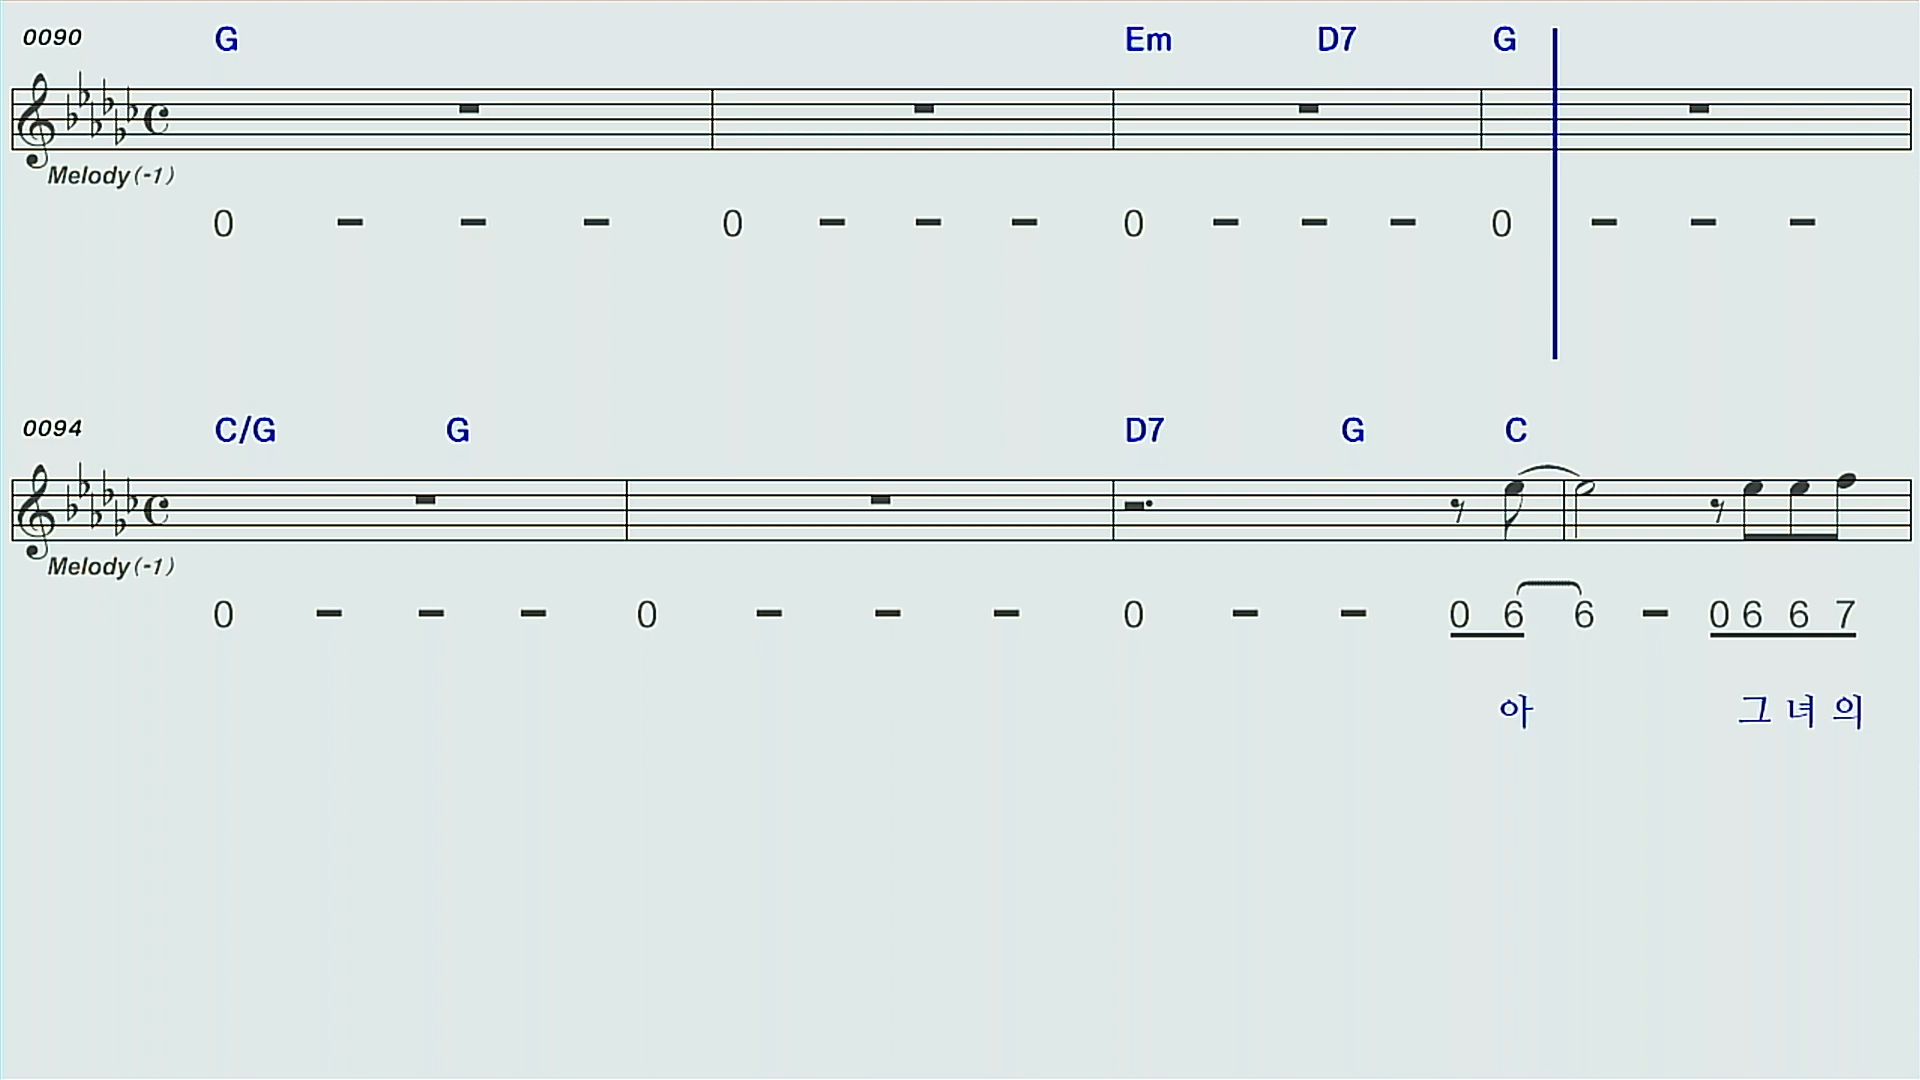 0090 G Em D7 G
Melody(-1)
0 - - - 0 - - - 0 - - - 0 - - -
0094 C/G G D7 G C
Melody(-1)
0 - - - 0 - - - 0 - - 0 6 6 - 0 6 6 7
아 그 녀 의